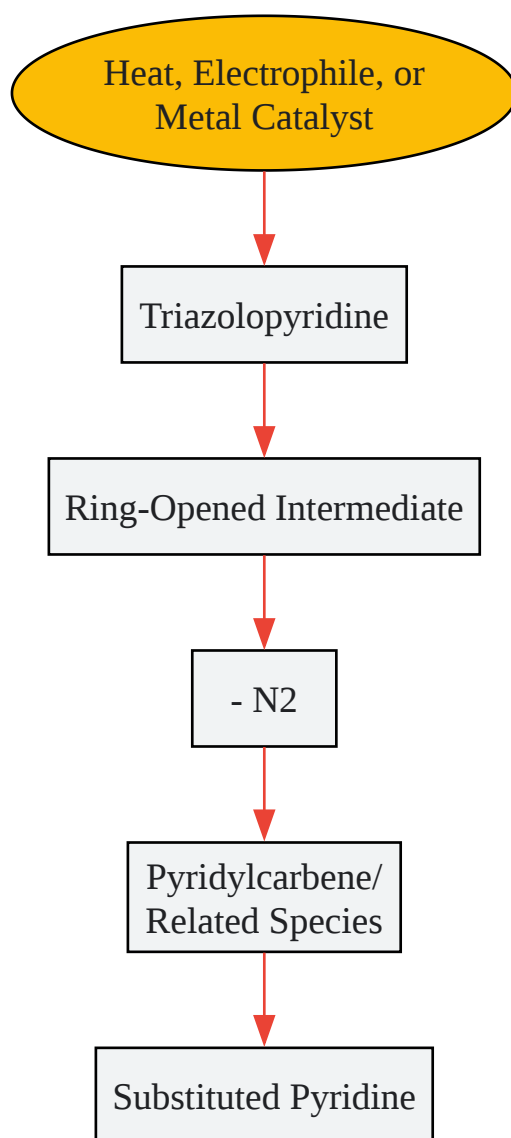 Heat, Electrophile, or
Metal Catalyst
Triazolopyridine
Ring-Opened Intermediate
- N2
Pyridylcarbene/
Related Species
Substituted Pyridine